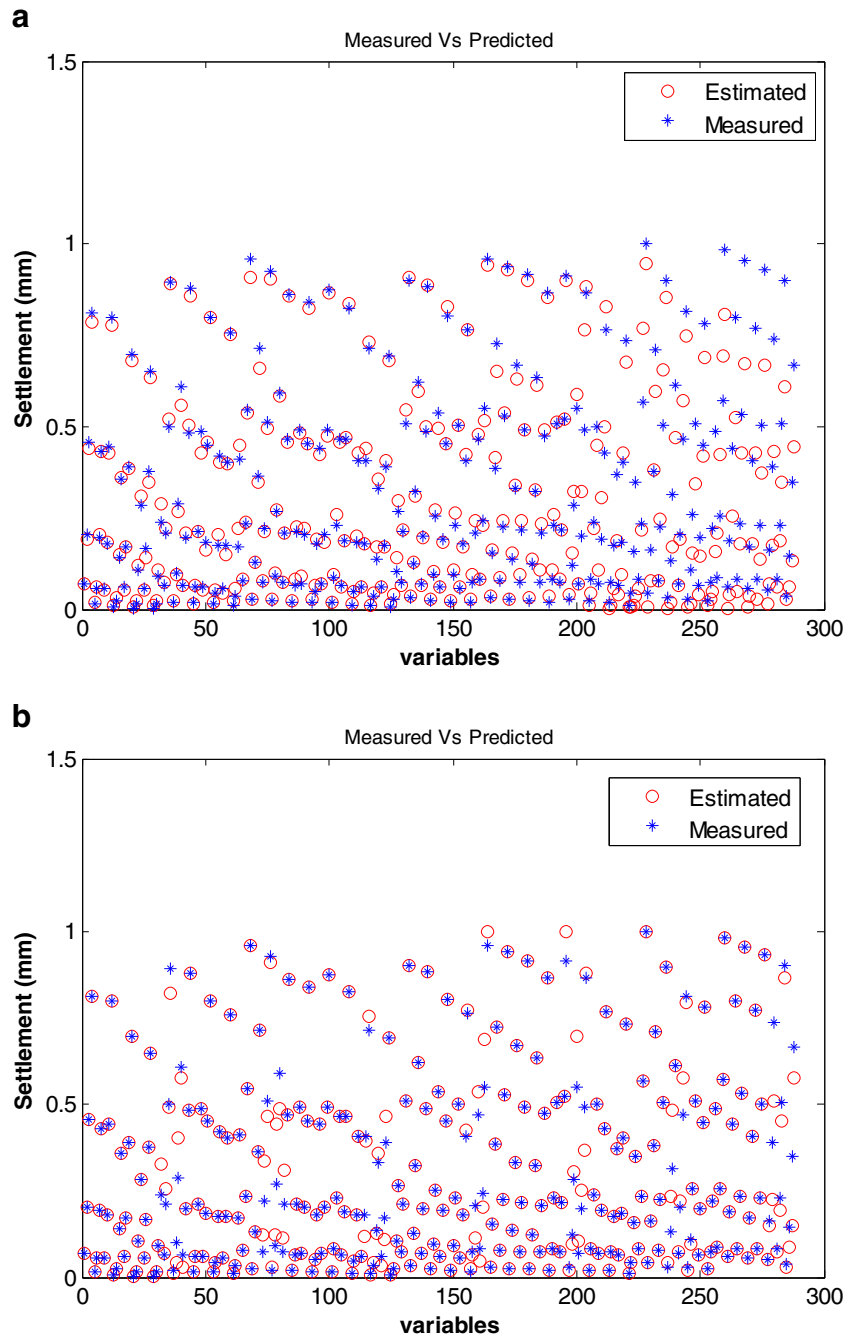 a
Measured Vs Predicted
1.5
Estimated
Measured
1
Settlement (mm)
0.5
0
0 50 100 150 200 250 300
variables
b
Measured Vs Predicted
1.5
Estimated
Measured
1
Settlement (mm)
0.5
0
0 50 100 150 200 250 300
variables